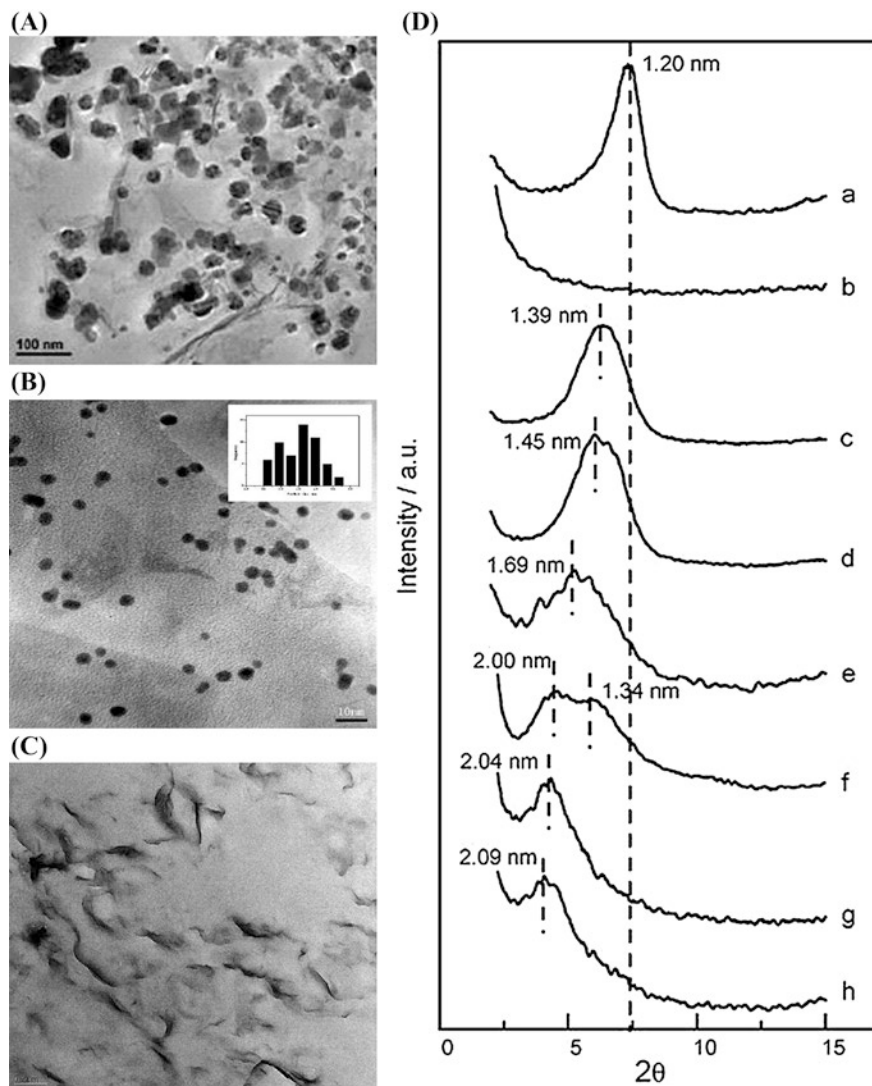 (A)
100 nm
(B)
10nm
(C)
(D)
1.20 nm
a
b
1.39 nm
c
1.45 nm
d
1.69 nm
e
2.00 nm
1.34 nm
f
2.04 nm
g
2.09 nm
h
Intensity / a.u.
0 5 10 15
2θ